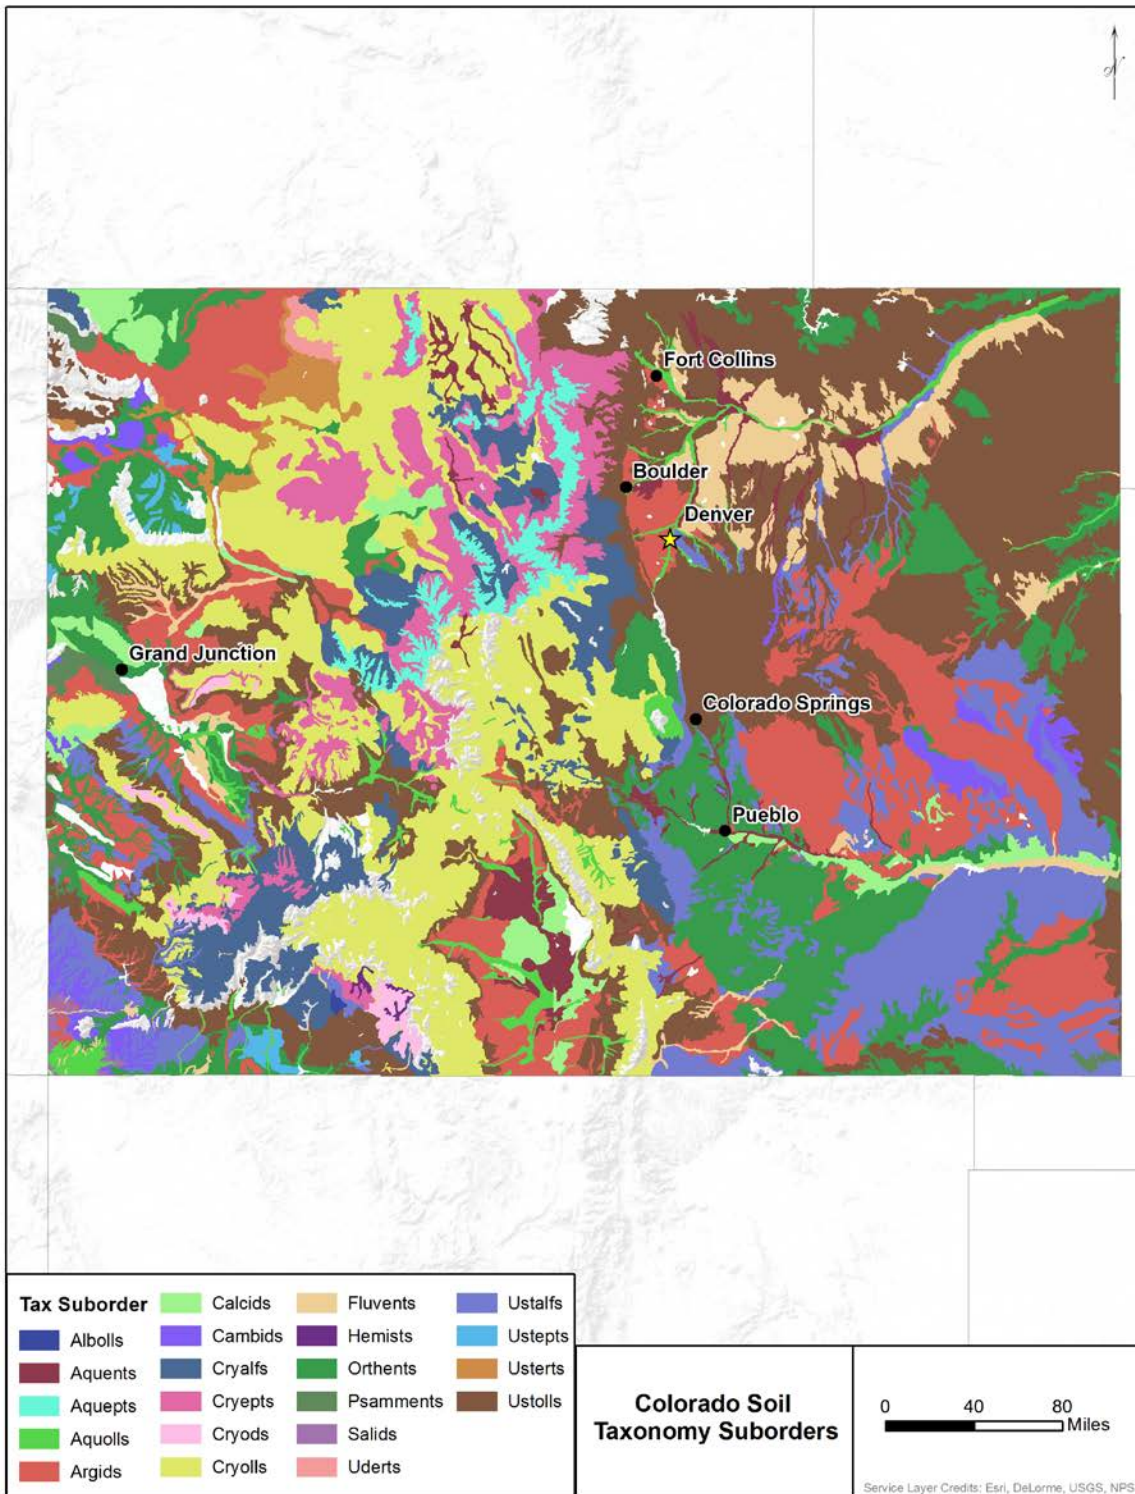 N
Fort Collins
Boulder
Denver
Grand Junction
Colorado Springs
Pueblo
Tax Suborder
Albolls
Aquents
Aquepts
Aquolls
Argids
Calcids
Cambids
Cryalfs
Cryepts
Cryods
Cryolls
Fluvents
Hemists
Orthents
Psamments
Salids
Uderts
Ustalfs
Ustepts
Usterts
Ustolls
Colorado Soil
Taxonomy Suborders
0 40 80
Miles
Service Layer Credits: Esri, DeLorme, USGS, NPS